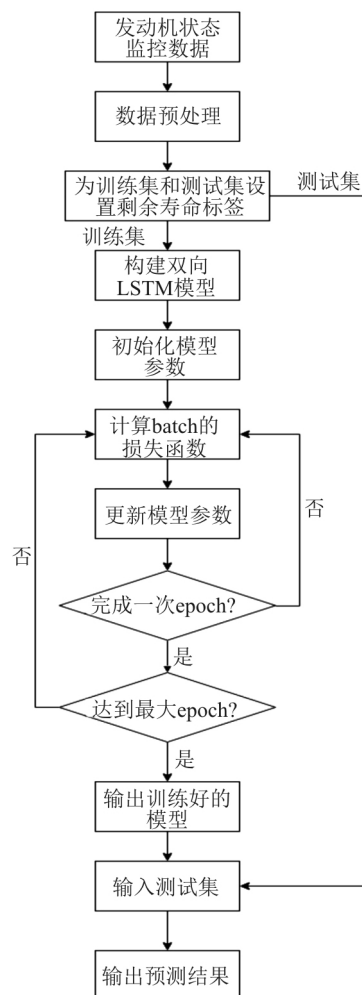 发动机状态
监控数据
数据预处理
为训练集和测试集设
置剩余寿命标签
测试集
训练集
构建双向
LSTM模型
初始化模型
参数
计算batch的
损失函数
更新模型参数
否
否
完成一次epoch?
是
达到最大epoch?
是
输出训练好的
模型
输入测试集
输出预测结果